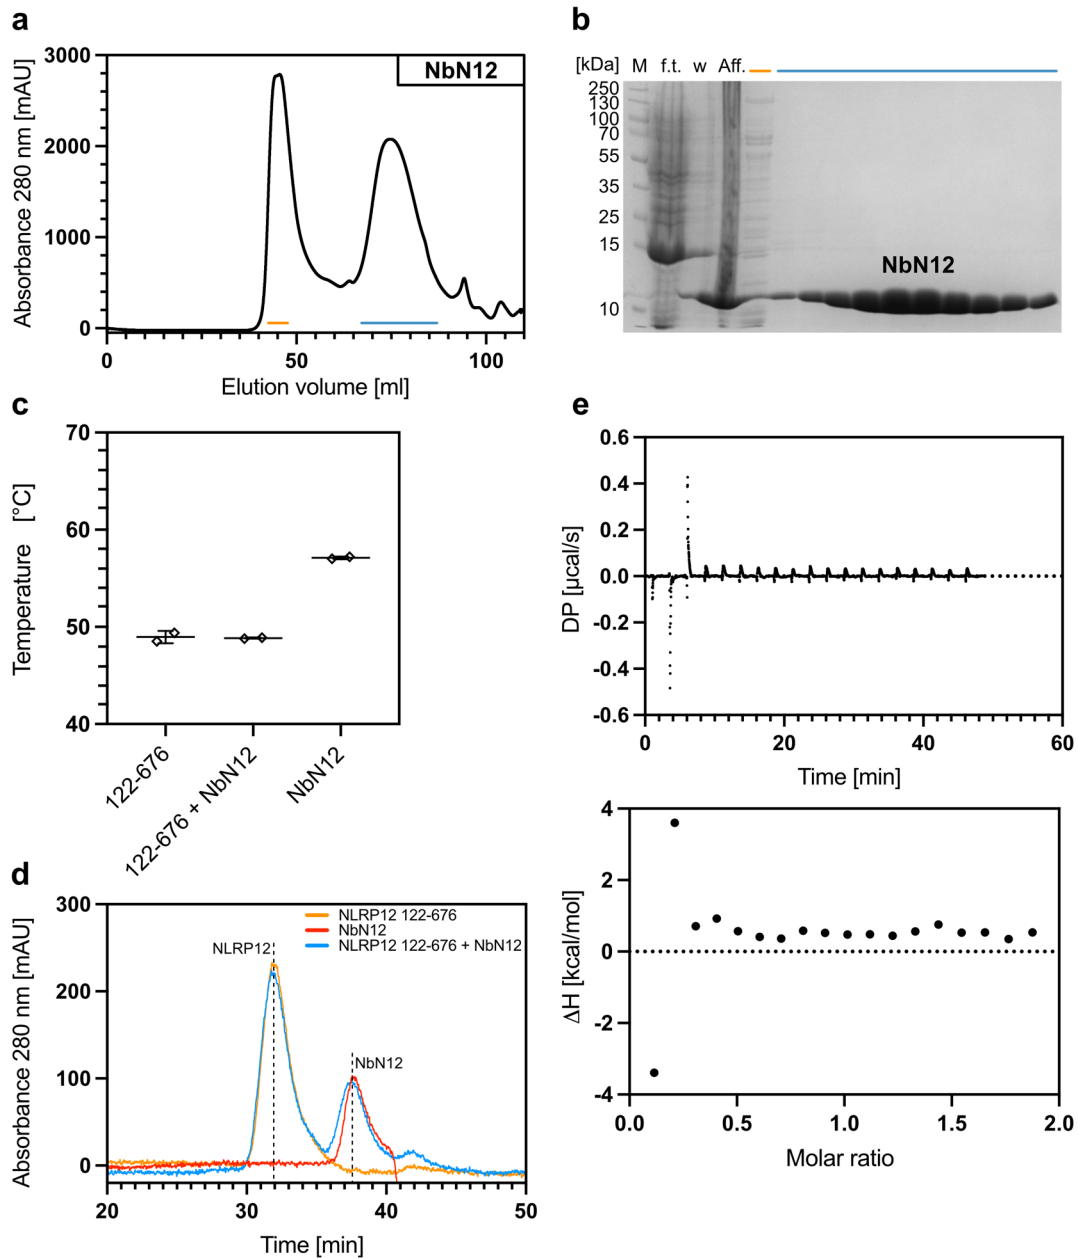 a
NbN12
Absorbance 280 nm [mAU]
3000
2000
1000
0
0
50
100
Elution volume [ml]
b
[kDa] M f.t. w Aff.
250
130
100
70
55
35
25
15
10
NbN12
c
Temperature [°C]
70
60
50
40
122-676
122-676 + NbN12
NbN12
d
Absorbance 280 nm [mAU]
300
200
100
0
NLRP12 122-676
NbN12
NLRP12 122-676 + NbN12
NLRP12
NbN12
20
30
40
50
Time [min]
e
DP [µcal/s]
0.6
0.4
0.2
0.0
-0.2
-0.4
-0.6
0
20
40
60
Time [min]
ΔH [kcal/mol]
4
2
0
-2
-4
0.0
0.5
1.0
1.5
2.0
Molar ratio